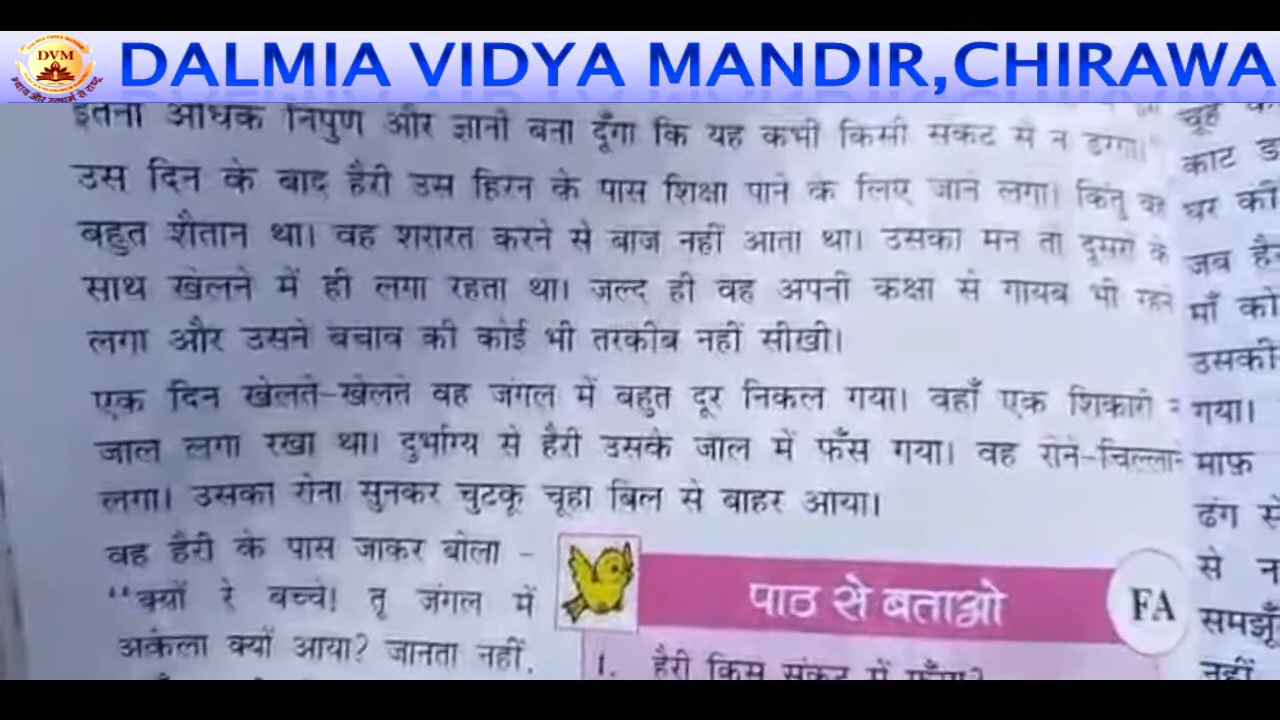 DVM
DALMIA VIDYA MANDIR,CHIRAWA
इतना अधिक निपुण और ज्ञानी बना दूँगा कि यह कभी किसी संकट में न डरेगा।"
उस दिन के बाद हैरी उस हिरन के पास शिक्षा पाने के लिए जाने लगा। किंतु वह
बहुत शैतान था। वह शरारत करने से बाज नहीं आता था। उसका मन तो दूसरों के
साथ खेलने में ही लगा रहता था। जल्द ही वह अपनी कक्षा से गायब भी रहने
लगा और उसने बचाव की कोई भी तरकीब नहीं सीखी।
एक दिन खेलते-खेलते वह जंगल में बहुत दूर निकल गया। वहाँ एक शिकारी
जाल लगा रखा था। दुर्भाग्य से हैरी उसके जाल में फँस गया। वह रोने-चिल्लाने
लगा। उसका रोना सुनकर चुटकू चूहा बिल से बाहर आया।
वह हैरी के पास जाकर बोला -
"क्यों रे बच्चे! तू जंगल में
अकेला क्यों आया? जानता नहीं,
पाठ से बताओ
FA
1. हैरी किस संकट में फँसा?
चूहे
काट
घर की
जब
माँ को
उसकी
गया।
माफ़
ढंग से
से
समझूँ
नहीं